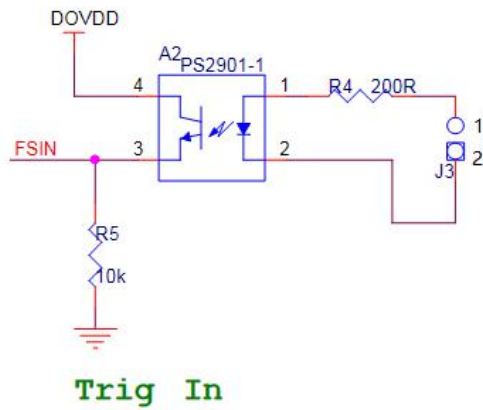 DOVDD
A2 PS2901-1
4 1 R4 200R
1
FSIN 3 2 2
J3
R5
10k
Trig In